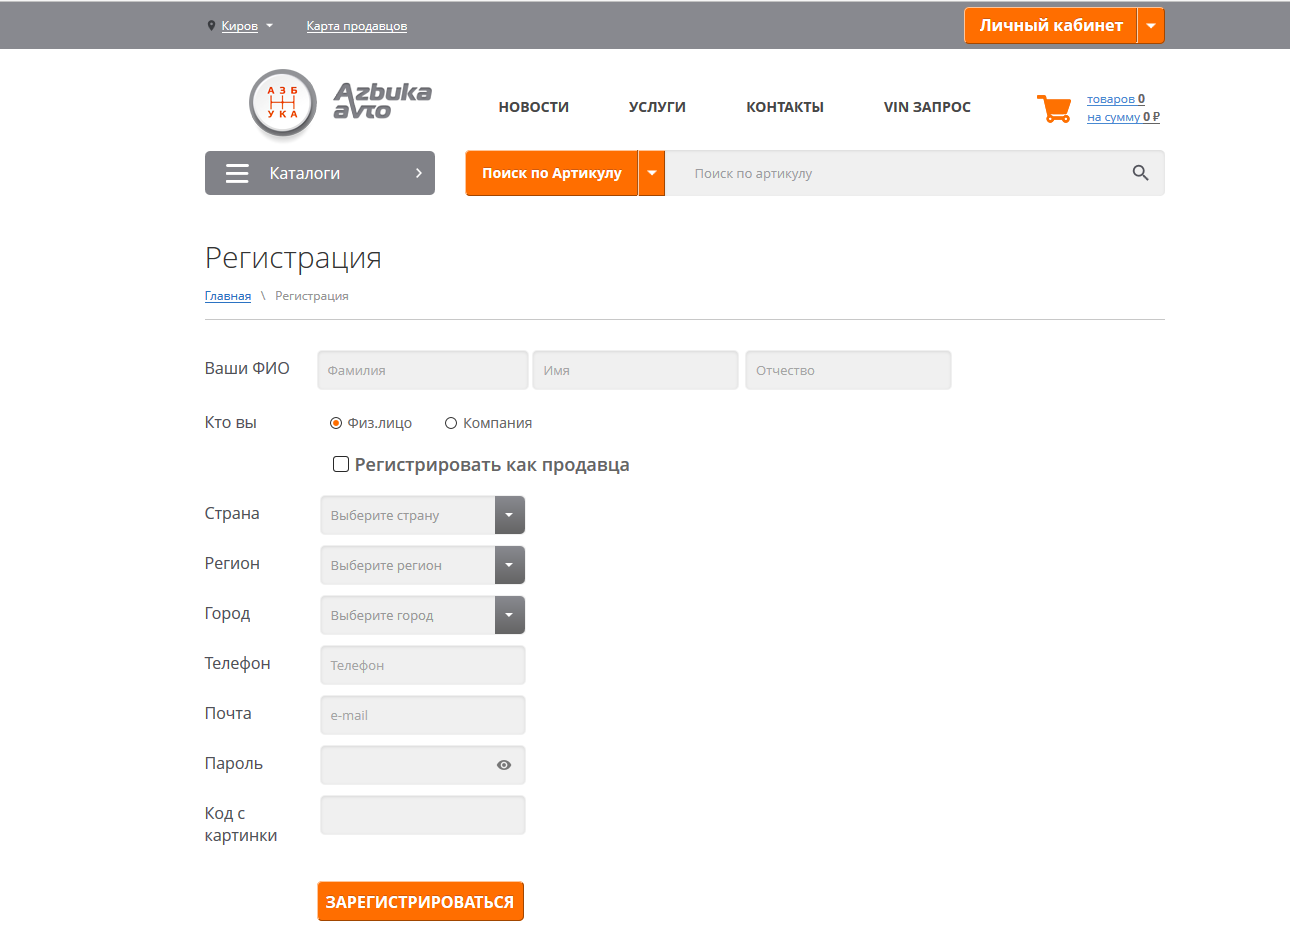 Киров
Карта продавцов
Личный кабинет
А З Б
У К А
Azbuka
avto
НОВОСТИ
УСЛУГИ
КОНТАКТЫ
VIN ЗАПРОС
товаров 0
на сумму 0 ₽
Каталоги
Поиск по Артикулу
Поиск по артикулу
Регистрация
Главная \ Регистрация
Ваши ФИО
Фамилия
Имя
Отчество
Кто вы
Физ.лицо
Компания
Регистрировать как продавца
Страна
Выберите страну
Регион
Выберите регион
Город
Выберите город
Телефон
Телефон
Почта
e-mail
Пароль
Код с
картинки
ЗАРЕГИСТРИРОВАТЬСЯ